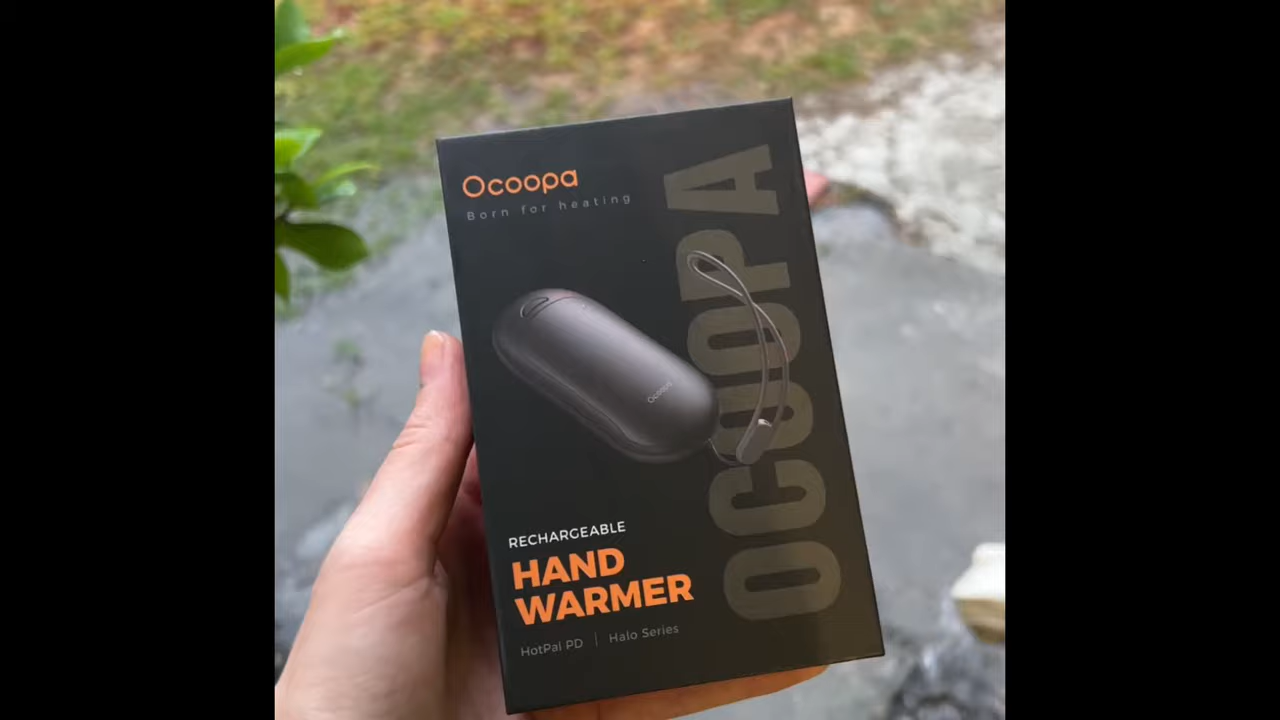 Ocoopa
Born for heating
OCOOPA
Ocoopa
RECHARGEABLE
HAND
WARMER
HotPal PD | Halo Series